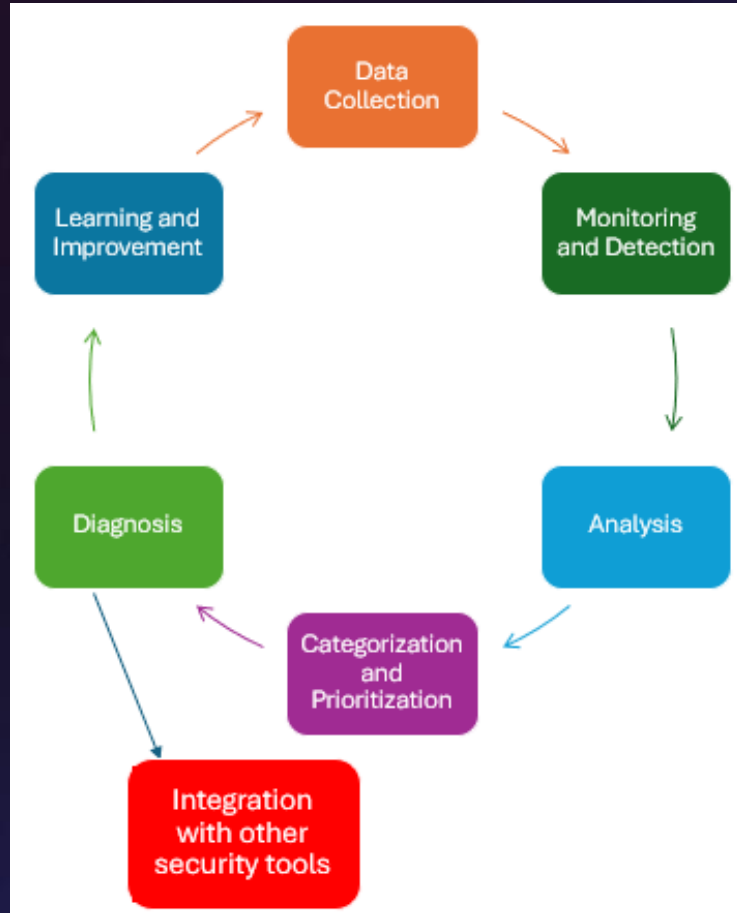 Data
Collection
Monitoring
and Detection
Analysis
Categorization
and
Prioritization
Diagnosis
Learning and
Improvement
Integration
with other
security tools